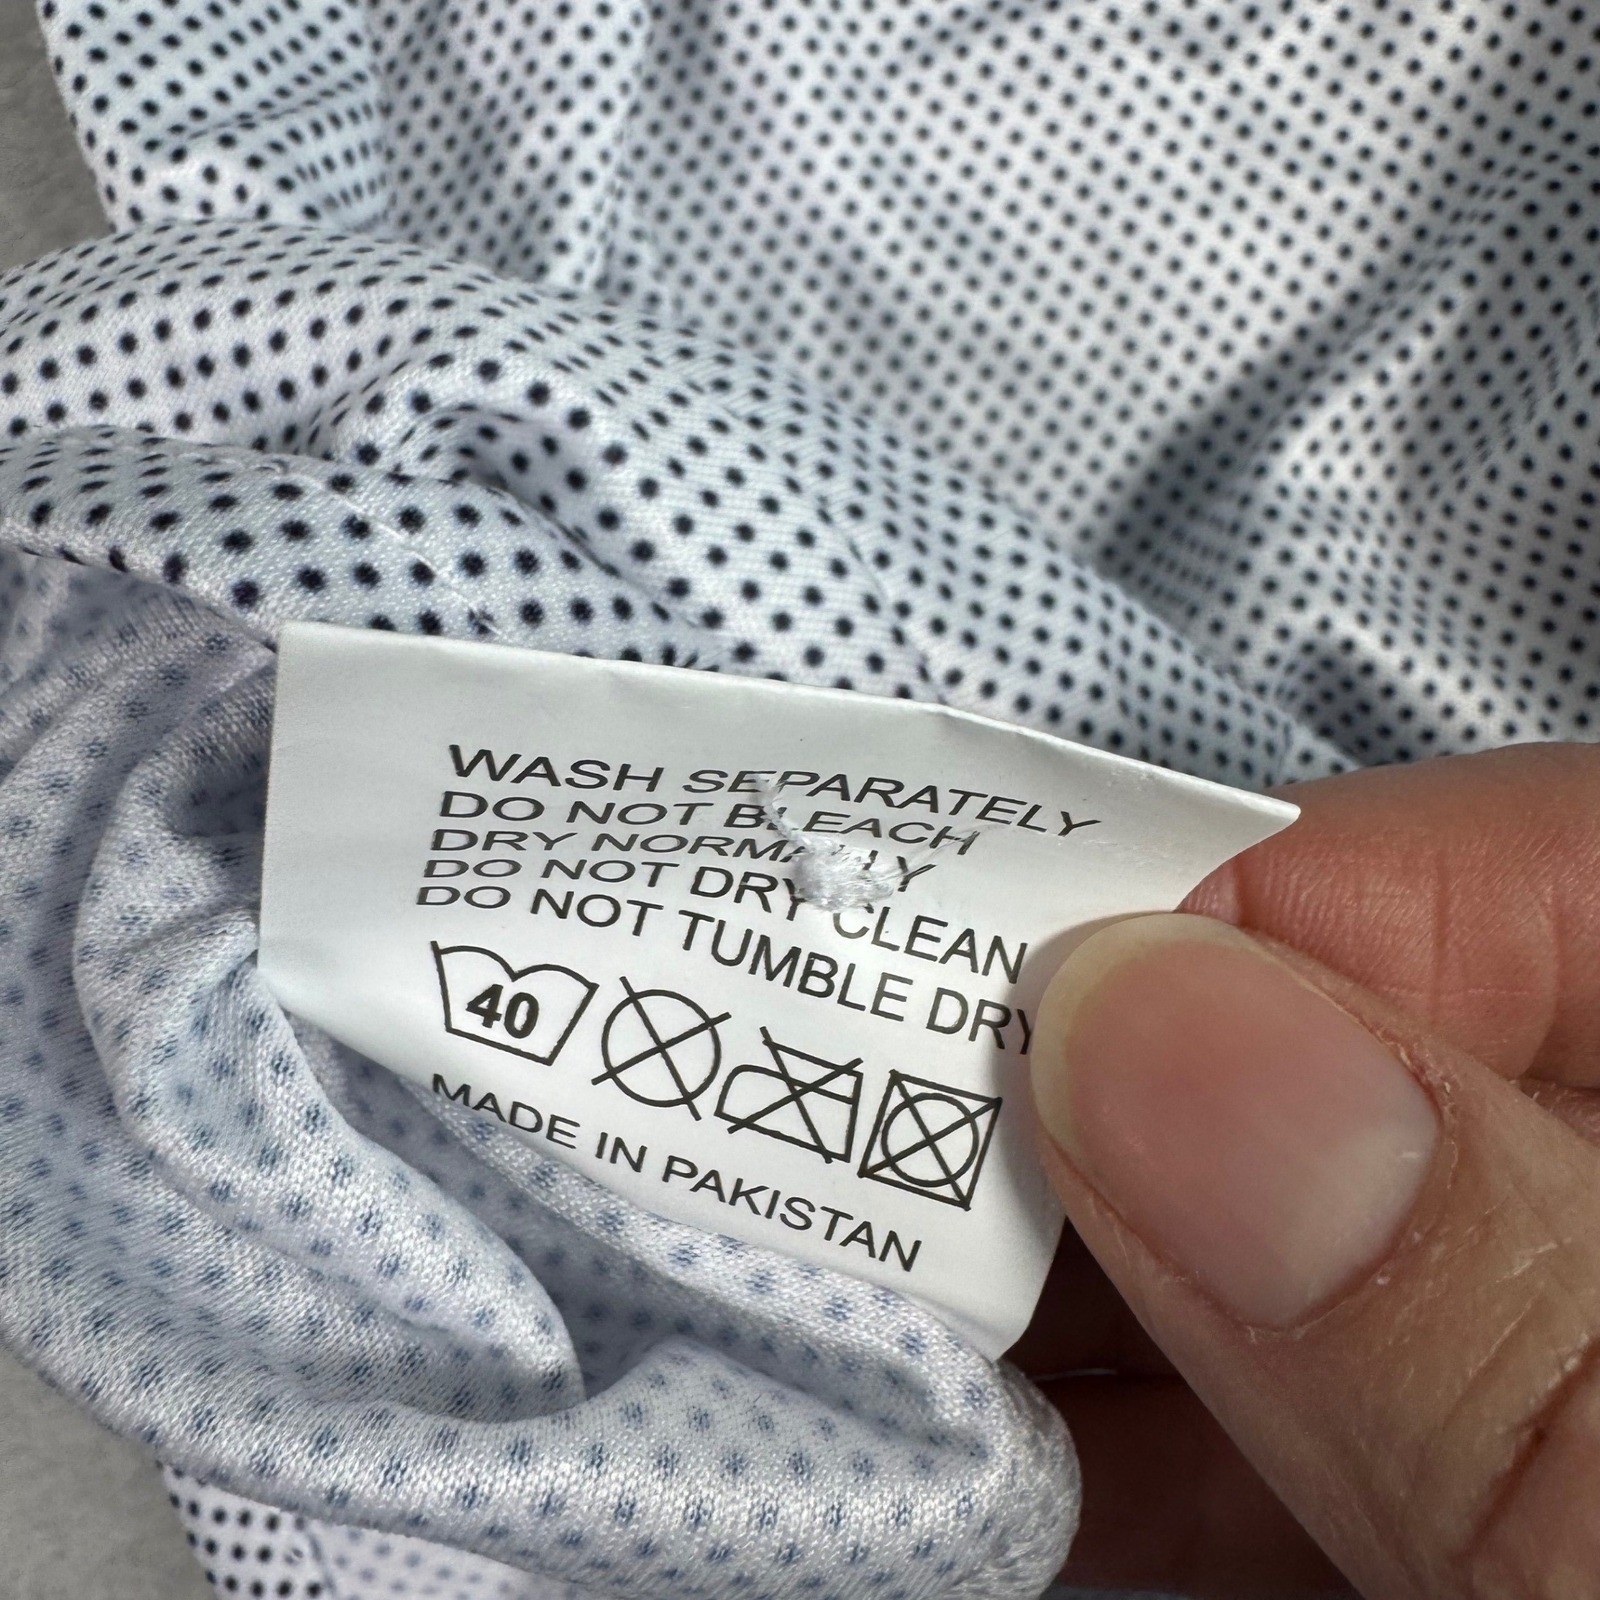 WASH SEPARATELY
DO NOT BLEACH
DRY NORMALLY
DO NOT DRY CLEAN
DO NOT TUMBLE DRY
40
MADE IN PAKISTAN